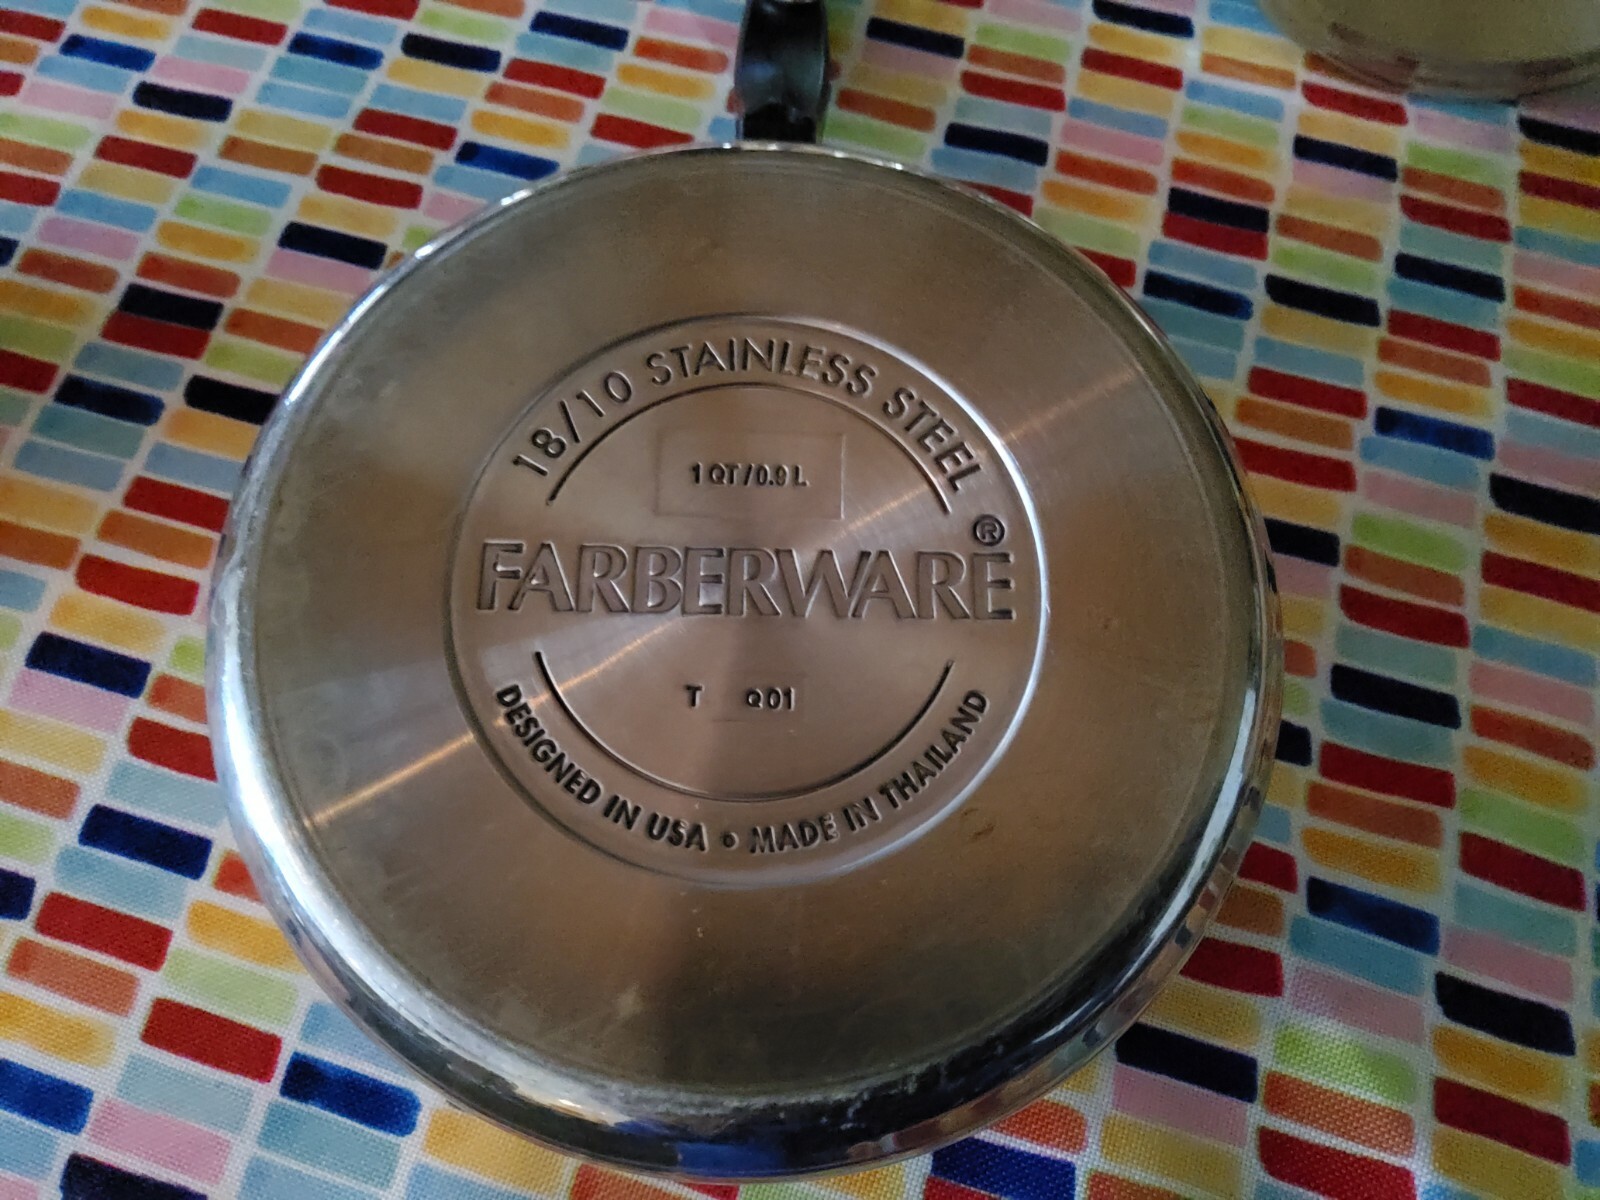 18/10 STAINLESS STEEL
1 QT/0.9 L
FARBERWARE®
T Q01
DESIGNED IN USA • MADE IN THAILAND